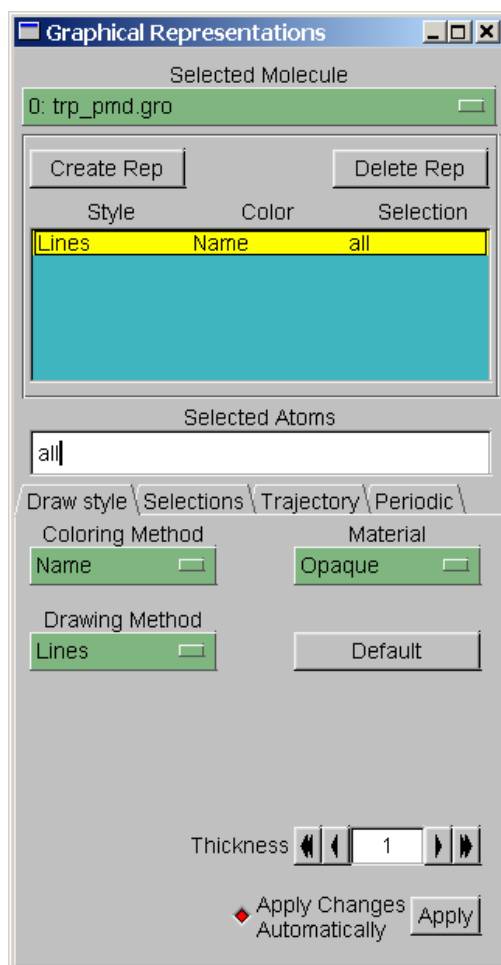 Graphical Representations
Selected Molecule
0: trp_pmd.gro
Create Rep Delete Rep
Style Color Selection
Lines Name all
Selected Atoms
all
Draw style Selections Trajectory Periodic
Coloring Method Material
Name Opaque
Drawing Method
Lines Default
Thickness 1
Apply Changes
Automatically Apply